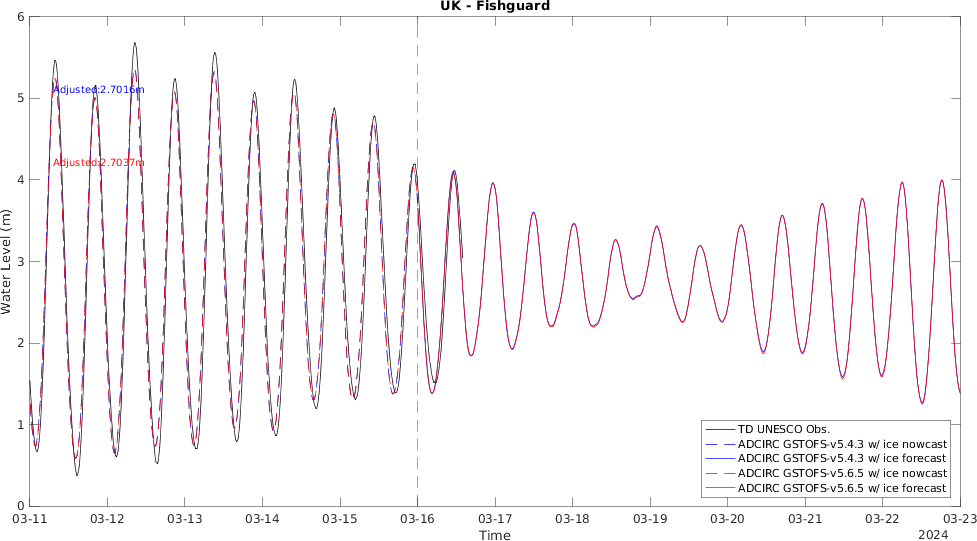 UK - Fishguard
6
5
4
3
2
1
0
Water Level (m)
Adjusted:2.7016m
Adjusted:2.7037m
TD UNESCO Obs.
ADCIRC GSTOFS-v5.4.3 w/ ice nowcast
ADCIRC GSTOFS-v5.4.3 w/ ice forecast
ADCIRC GSTOFS-v5.6.5 w/ ice nowcast
ADCIRC GSTOFS-v5.6.5 w/ ice forecast
03-11 03-12 03-13 03-14 03-15 03-16 03-17 03-18 03-19 03-20 03-21 03-22 03-23
Time
2024